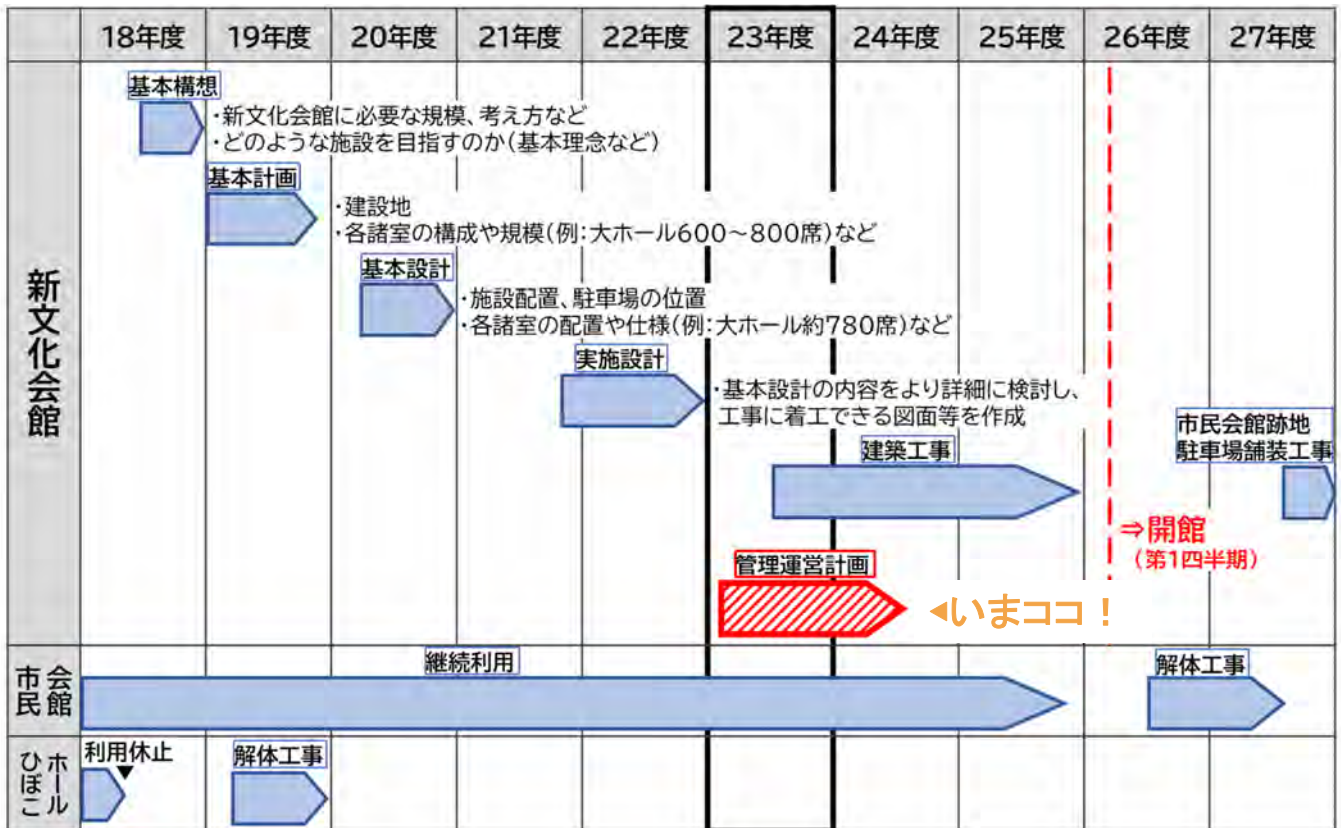 18年度 19年度 20年度 21年度 22年度 23年度 24年度 25年度 26年度 27年度
新文化会館
基本構想
・新文化会館に必要な規模、考え方など
・どのような施設を目指すのか(基本理念など)
基本計画
・建設地
・各諸室の構成や規模(例:大ホール600～800席)など
基本設計
・施設配置、駐車場の位置
・各諸室の配置や仕様(例:大ホール約780席)など
実施設計
・基本設計の内容をより詳細に検討し、
工事に着工できる図面等を作成
建築工事
市民会館跡地
駐車場舗装工事
⇒開館
(第1四半期)
管理運営計画
◀いまココ！
市民会館
継続利用
解体工事
ひぼこホール
利用休止
▼
解体工事